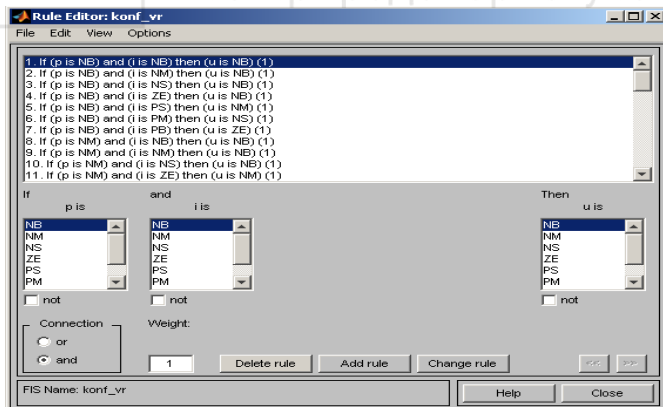 Rule Editor: konf_vr
File Edit View Options
1. If (p is NB) and (i is NB) then (u is NB) (1)
2. If (p is NB) and (i is NM) then (u is NB) (1)
3. If (p is NB) and (i is NS) then (u is NB) (1)
4. If (p is NB) and (i is ZE) then (u is NB) (1)
5. If (p is NB) and (i is PS) then (u is NM) (1)
6. If (p is NB) and (i is PM) then (u is NS) (1)
7. If (p is NB) and (i is PB) then (u is ZE) (1)
8. If (p is NM) and (i is NB) then (u is NB) (1)
9. If (p is NM) and (i is NM) then (u is NB) (1)
10. If (p is NM) and (i is NS) then (u is NB) (1)
11. If (p is NM) and (i is ZE) then (u is NM) (1)
If and Then
p is i is u is
NB NB NB
NM NM NM
NS NS NS
ZE ZE ZE
PS PS PS
PM PM PM
not not not
Connection Weight:
or
and 1 Delete rule Add rule Change rule << >>
FIS Name: konf_vr Help Close